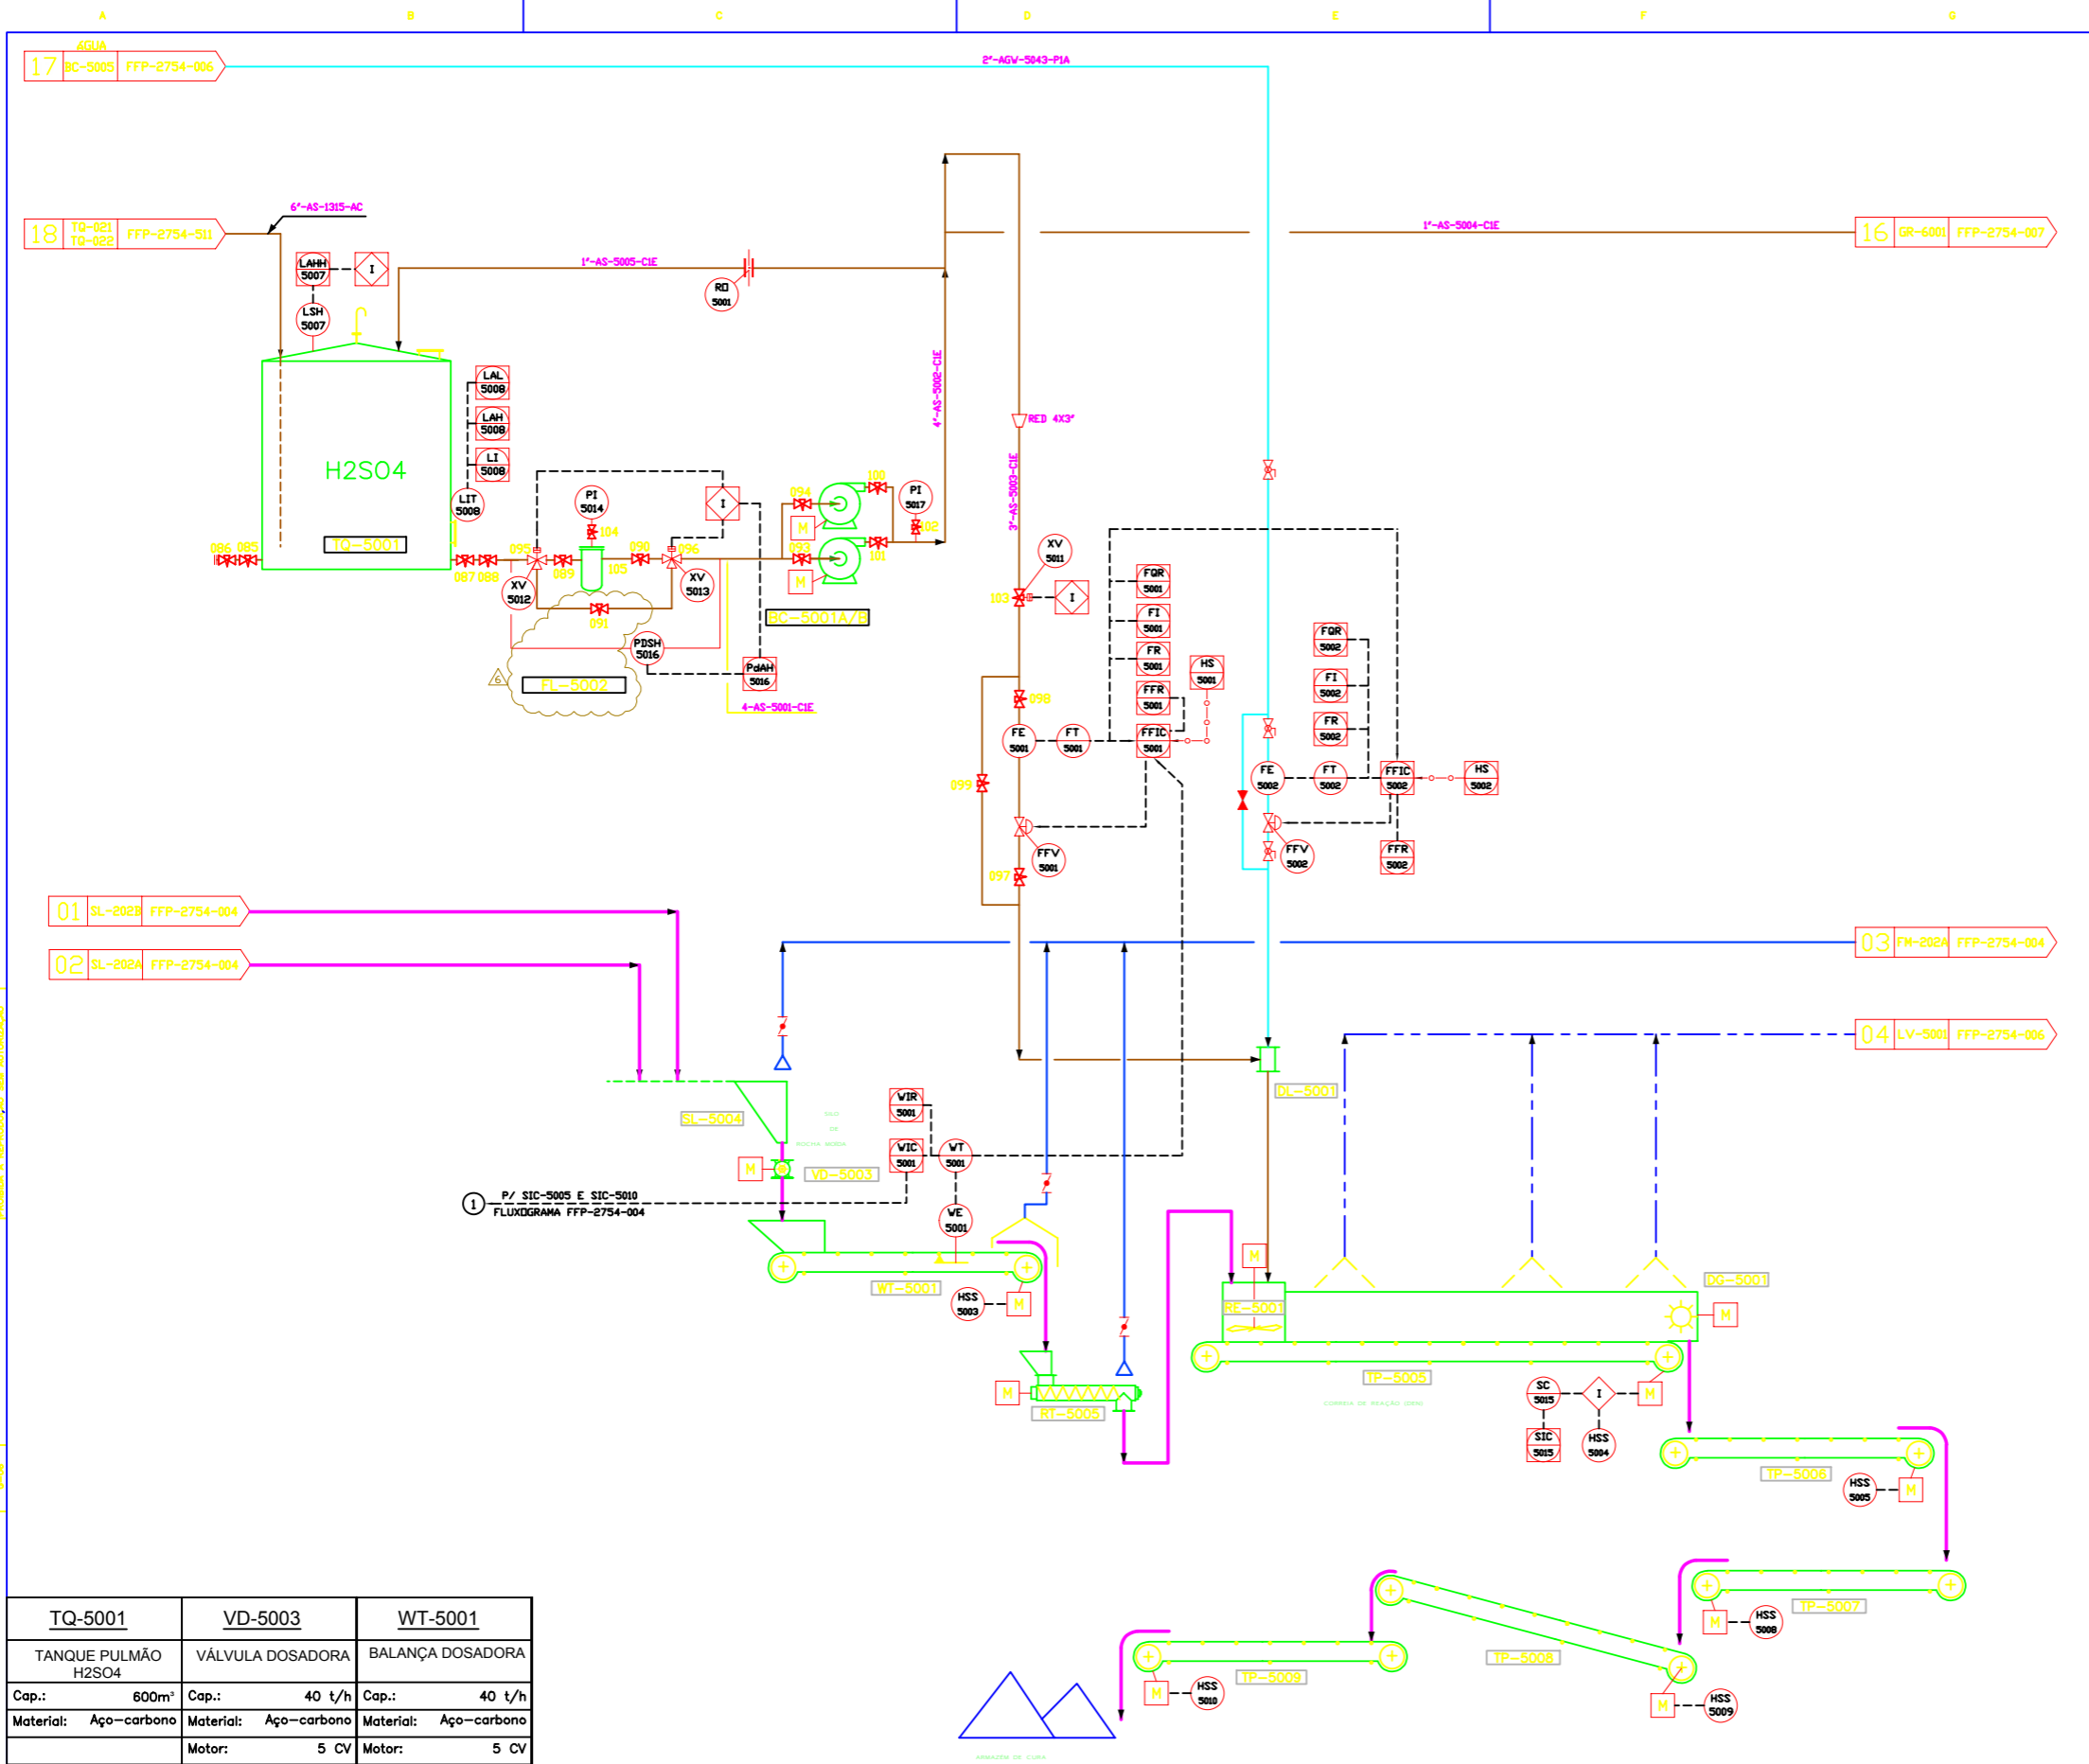 A B C D E F G
ÁGUA
17 BC-5005 FFP-2754-006
2"-AGW-5043-P1A
6"-AS-1315-AC
18 TQ-021 TQ-022 FFP-2754-511
1"-AS-5004-C1E
16 GR-6001 FFP-2754-007
LAHH 5007
I
1"-AS-5005-C1E
RO 5001
LSH 5007
4"-AS-5002-C1E
LAL 5008
LAH 5008
LI 5008
LIT 5008
H2SO4
TQ-5001
RED 4X3"
3"-AS-5003-C1E
PI 5014
104
I
094
100
PI 5017
102
086 085
087 088
095
089
105
090
096
093
101
M
M
XV 5012
XV 5013
091
BC-5001A/B
PDSH 5016
PdAH 5016
6
FL-5002
4-AS-5001-C1E
XV 5011
103
I
FQR 5001
FI 5001
FR 5001
FFR 5001
HS 5001
098
FE 5001
FT 5001
FFIC 5001
099
FFV 5001
097
FQR 5002
FI 5002
FR 5002
FE 5002
FT 5002
FFIC 5002
HS 5002
FFV 5002
FFR 5002
01 SL-202B FFP-2754-004
02 SL-202A FFP-2754-004
03 FM-202A FFP-2754-004
04 LV-5001 FFP-2754-006
DL-5001
SL-5004
DE
ROCHA MOIDA
WIR 5001
WIC 5001
WT 5001
M
VD-5003
1
P/ SIC-5005 E SIC-5010
FLUXOGRAMA FFP-2754-004
WE 5001
WT-5001
HSS 5003
M
M
RE-5001
DG-5001
M
M
RT-5005
TP-5005
CORREIA DE REAÇÃO
SC 5015
I
M
SIC 5015
HSS 5004
TP-5006
HSS 5005
M
TP-5007
M
HSS 5008
TP-5008
M
HSS 5009
TP-5009
M
HSS 5010
ARMAZEM DE CURA
TQ-5001 VD-5003 WT-5001
TANQUE PULMÃO H2SO4 VÁLVULA DOSADORA BALANÇA DOSADORA
Cap.: 600m³ Cap.: 40 t/h Cap.: 40 t/h
Material: Aço-carbono Material: Aço-carbono Material: Aço-carbono
Motor: 5 CV Motor: 5 CV